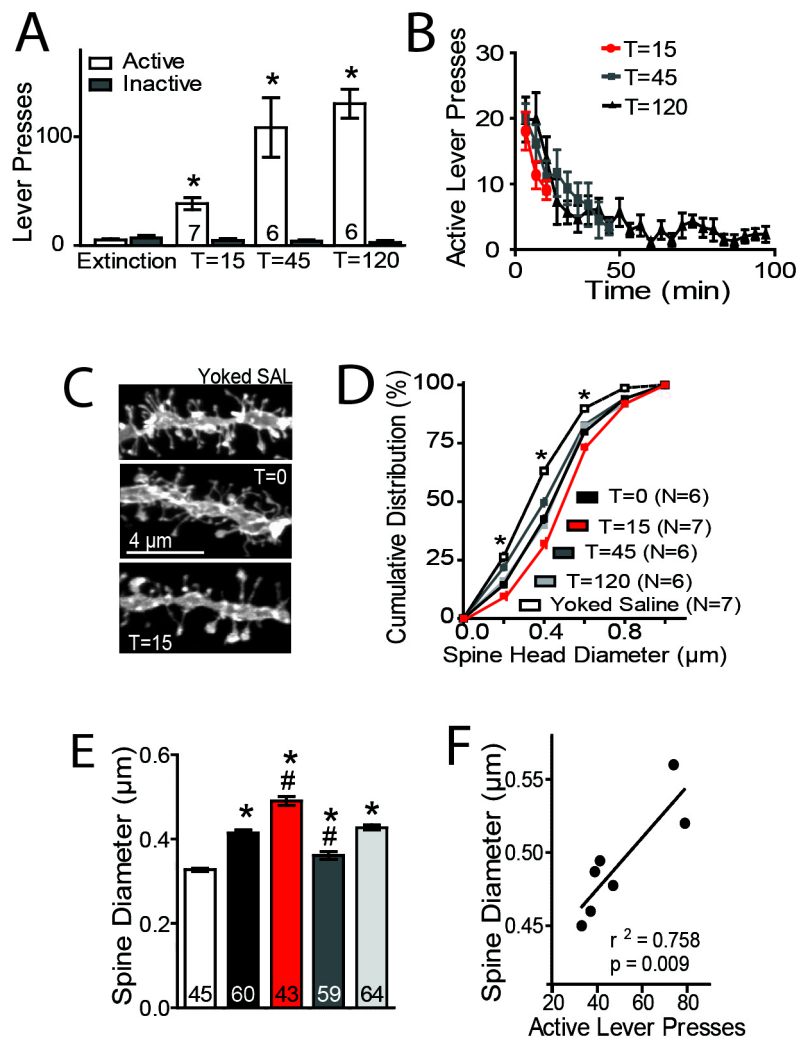 A
Lever Presses
100
0
Active
Inactive
* * *
7 6 6
Extinction T=15 T=45 T=120
B
Active Lever Presses
30
20
10
0
T=15
T=45
T=120
0 50 100
Time (min)
C
Yoked SAL
T=0
4 µm
T=15
D
Cumulative Distribution (%)
100
75
50
25
0
* * *
T=0 (N=6)
T=15 (N=7)
T=45 (N=6)
T=120 (N=6)
Yoked Saline (N=7)
0.0 0.4 0.8
Spine Head Diameter (µm)
E
Spine Diameter (µm)
0.6
0.4
0.2
0.0
* * * *
# #
45 60 43 59 64
F
Spine Diameter (µm)
0.55
0.50
0.45
r 2 = 0.758
p = 0.009
20 40 60 80
Active Lever Presses